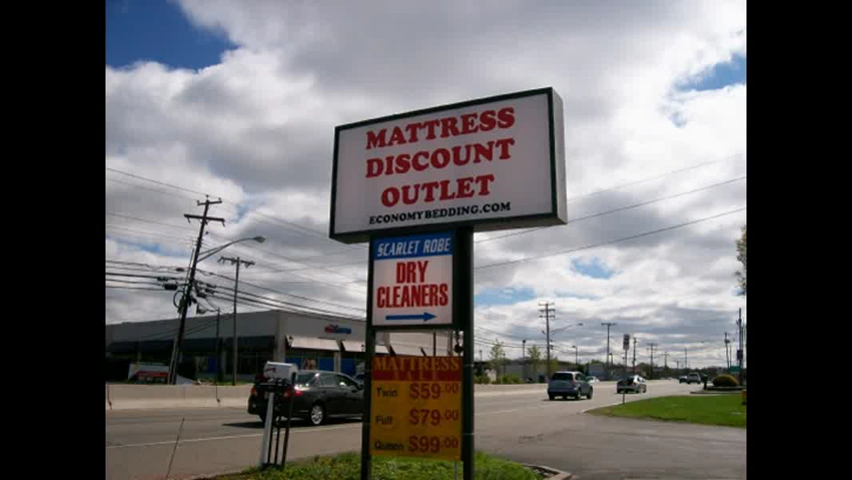 MATTRESS
DISCOUNT
OUTLET
ECONOMYBEDDING.COM
SCARLET ROBE
DRY
CLEANERS
MATTRESS
Twin $59.00
Full $79.00
Queen $99.00